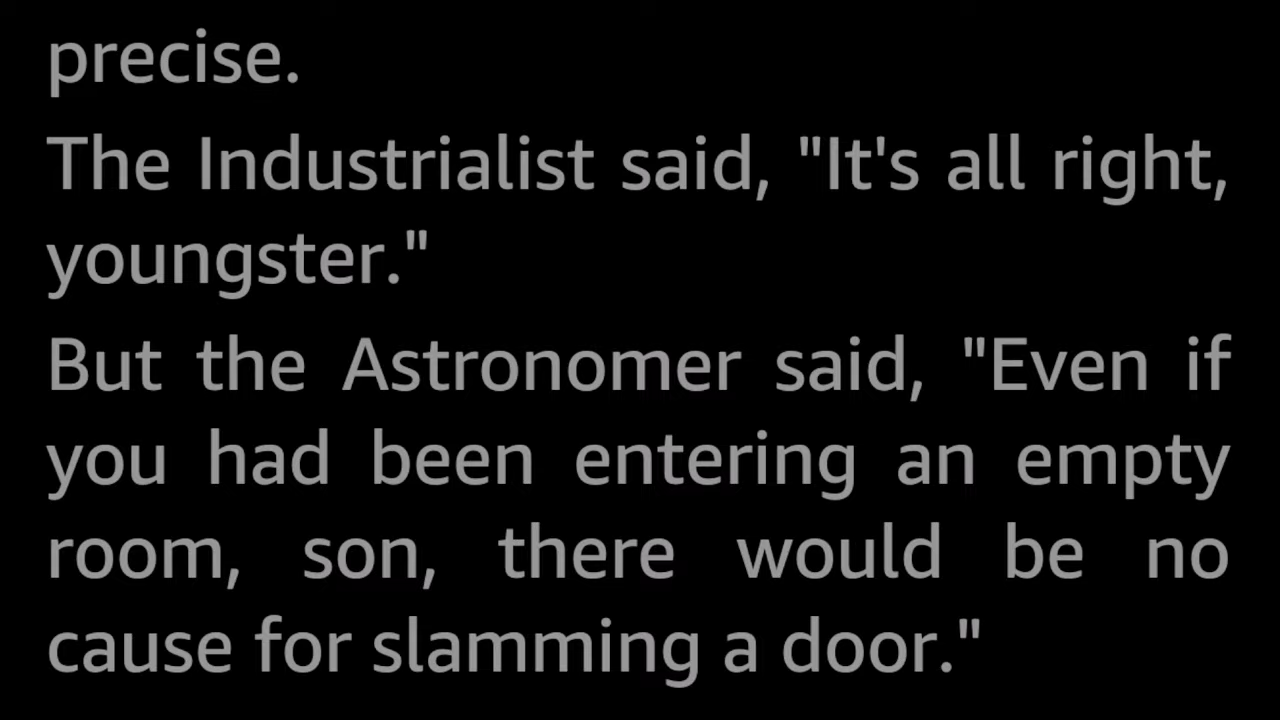 precise.
The Industrialist said, "It's all right,
youngster."
But the Astronomer said, "Even if
you had been entering an empty
room, son, there would be no
cause for slamming a door."